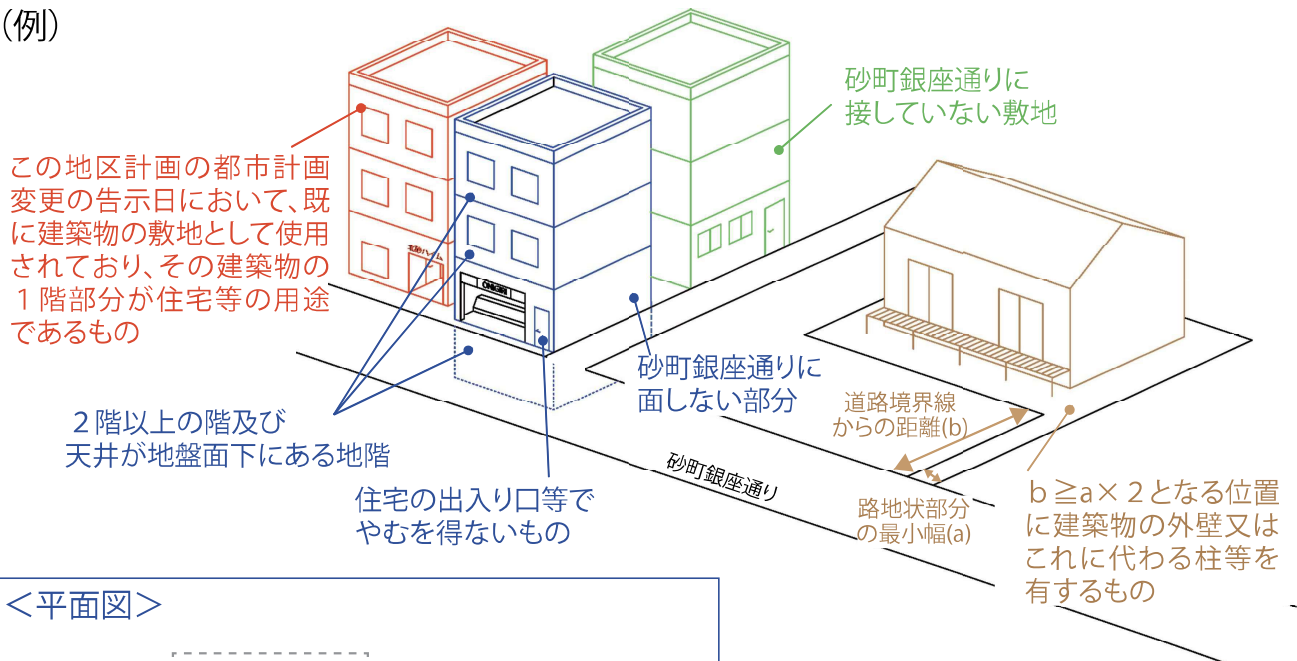 (例)
砂町銀座通りに
接していない敷地
この地区計画の都市計画
変更の告示日において、既
に建築物の敷地として使用
されており、その建築物の
１階部分が住宅等の用途
であるもの
ONIGIRI
砂町銀座通りに
面しない部分
２階以上の階及び
天井が地盤面下にある地階
住宅の出入り口等で
やむを得ないもの
道路境界線
からの距離(b)
砂町銀座通り
路地状部分
の最小幅(a)
ｂ≧a×２となる位置
に建築物の外壁又は
これに代わる柱等を
有するもの
＜平面図＞